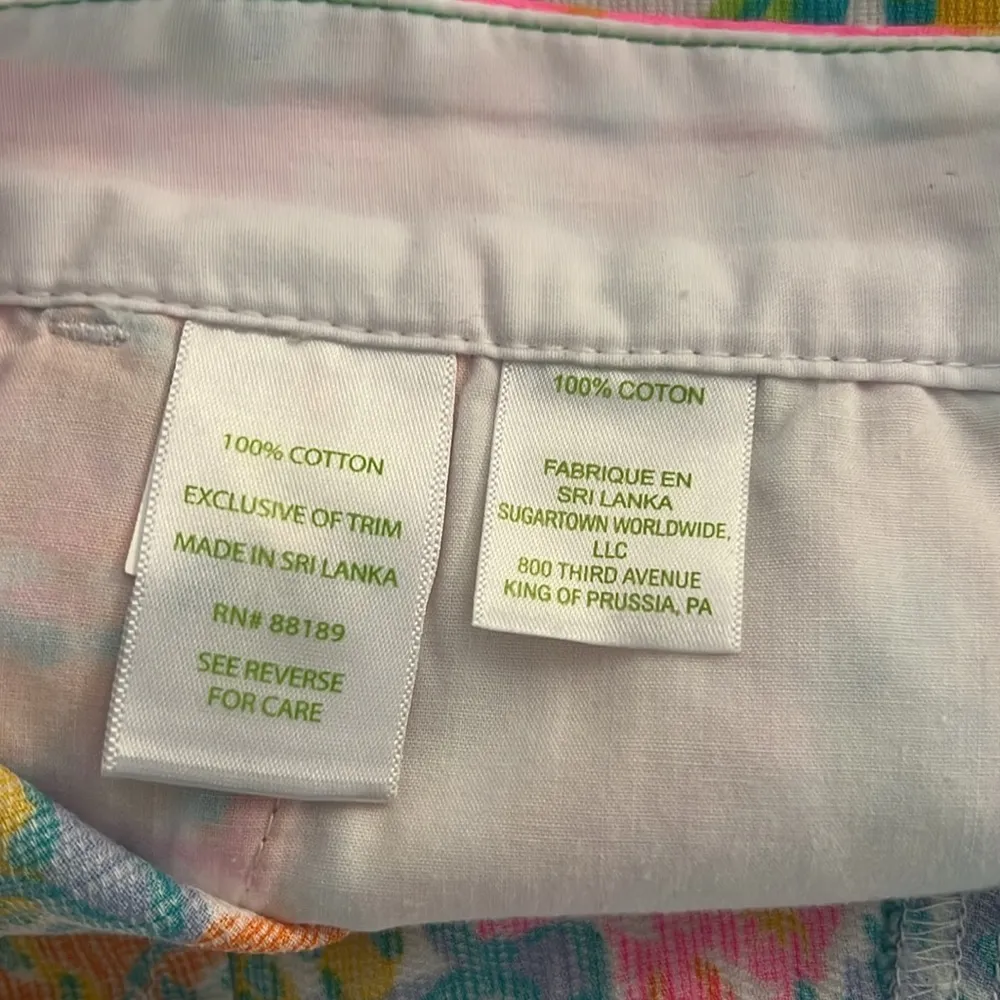 100% COTTON
EXCLUSIVE OF TRIM
MADE IN SRI LANKA
RN# 88189
SEE REVERSE
FOR CARE
100% COTON
FABRIQUE EN
SRI LANKA
SUGARTOWN WORLDWIDE,
LLC
800 THIRD AVENUE
KING OF PRUSSIA, PA